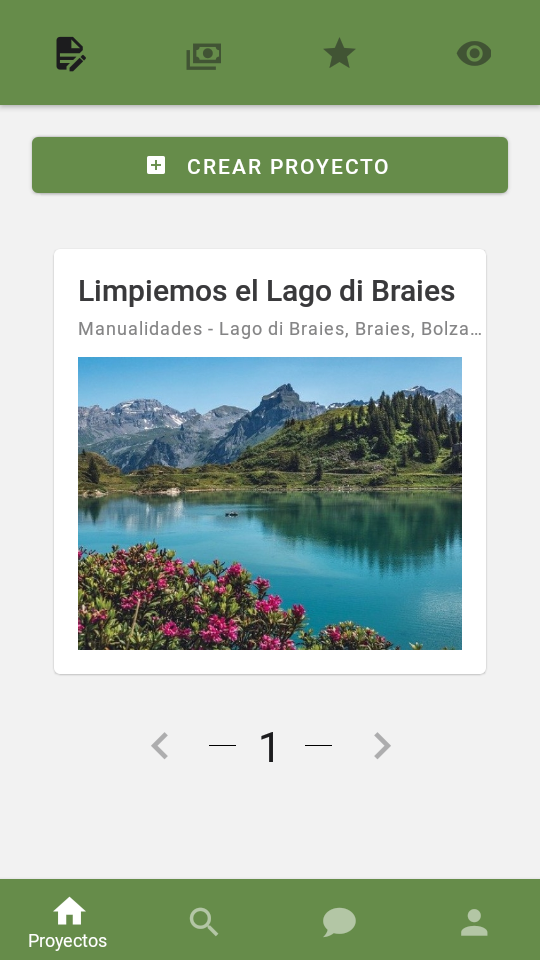 CREAR PROYECTO
Limpiemos el Lago di Braies
Manualidades - Lago di Braies, Braies, Bolza…
1
Proyectos